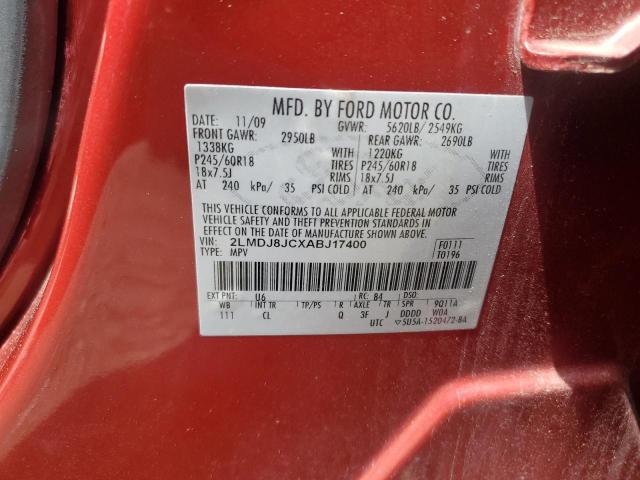 MFD. BY FORD MOTOR CO.
DATE: 11/09 GVWR: 5620LB/ 2549KG
FRONT GAWR: 2950LB REAR GAWR: 2690LB
1338KG WITH 1220KG WITH
P245/60R18 TIRES P245/60R18 TIRES
18x7.5J RIMS 18x7.5J RIMS
AT 240 kPa/ 35 PSI COLD AT 240 kPa/ 35 PSI COLD
THIS VEHICLE CONFORMS TO ALL APPLICABLE FEDERAL MOTOR
VEHICLE SAFETY AND THEFT PREVENTION STANDARDS IN
EFFECT ON THE DATE OF MANUFACTURE SHOWN ABOVE.
VIN: 2LMDJ8JCXABJ17400 F0111
TYPE: MPV T0196
EXT PNT: U6 RC: 84 DSO:
WB INT TR TP/PS R AXLE TR SPR 9Q11A
111 CL Q 3F J DDDD W0A
UTC ▽5U5A-1520472-BA